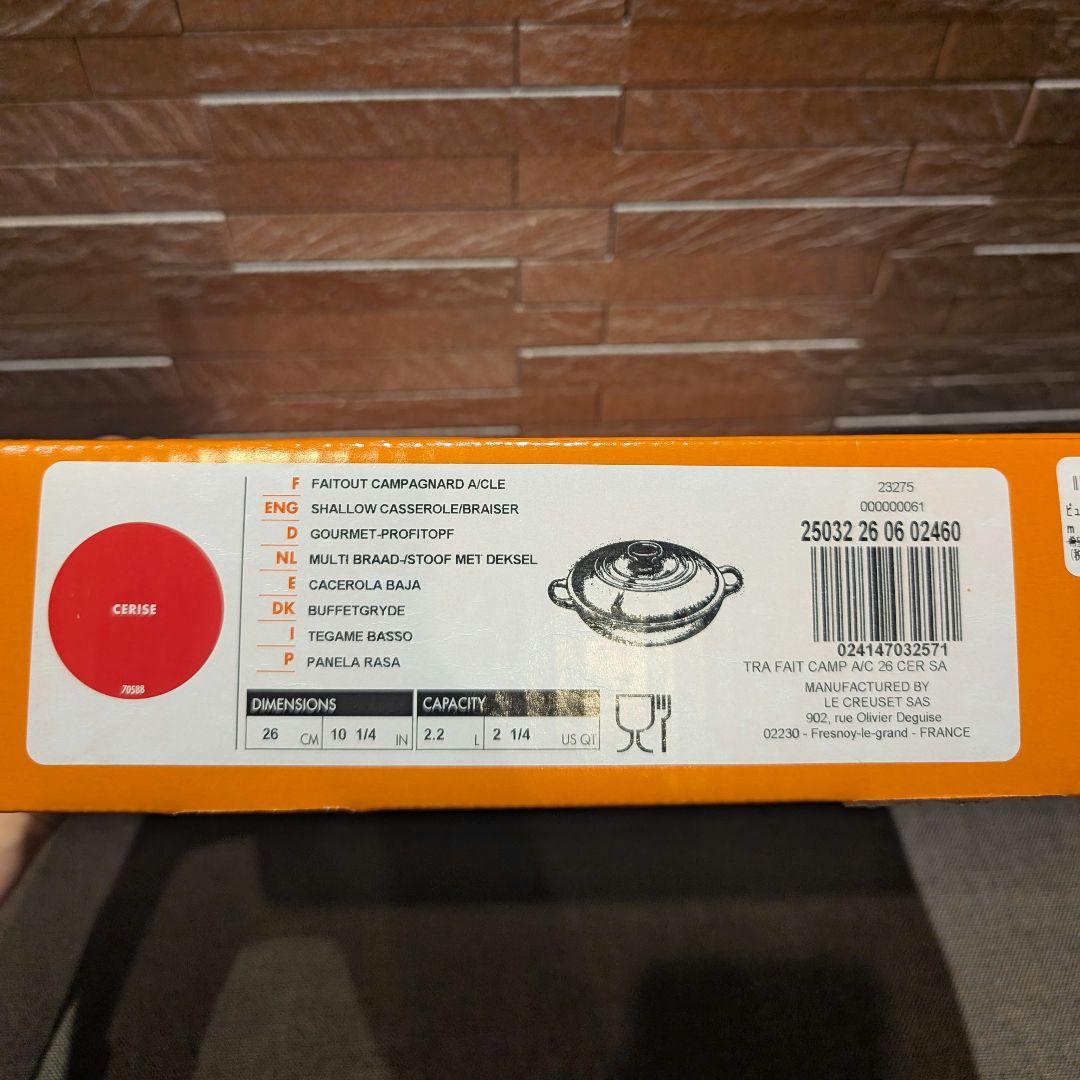 CERISE
70588
F FAITOUT CAMPAGNARD A/CLE
ENG SHALLOW CASSEROLE/BRAISER
D GOURMET-PROFITOPF
NL MULTI BRAAD-/STOOF MET DEKSEL
E CACEROLA BAJA
DK BUFFETGRYDE
I TEGAME BASSO
P PANELA RASA
DIMENSIONS CAPACITY
26 CM 10 1/4 IN 2.2 L 2 1/4 US QT
23275
000000061
25032 26 06 02460
024147032571
TRA FAIT CAMP A/C 26 CER SA
MANUFACTURED BY
LE CREUSET SAS
902, rue Olivier Deguise
02230 - Fresnoy-le-grand - FRANCE
ビュ
m